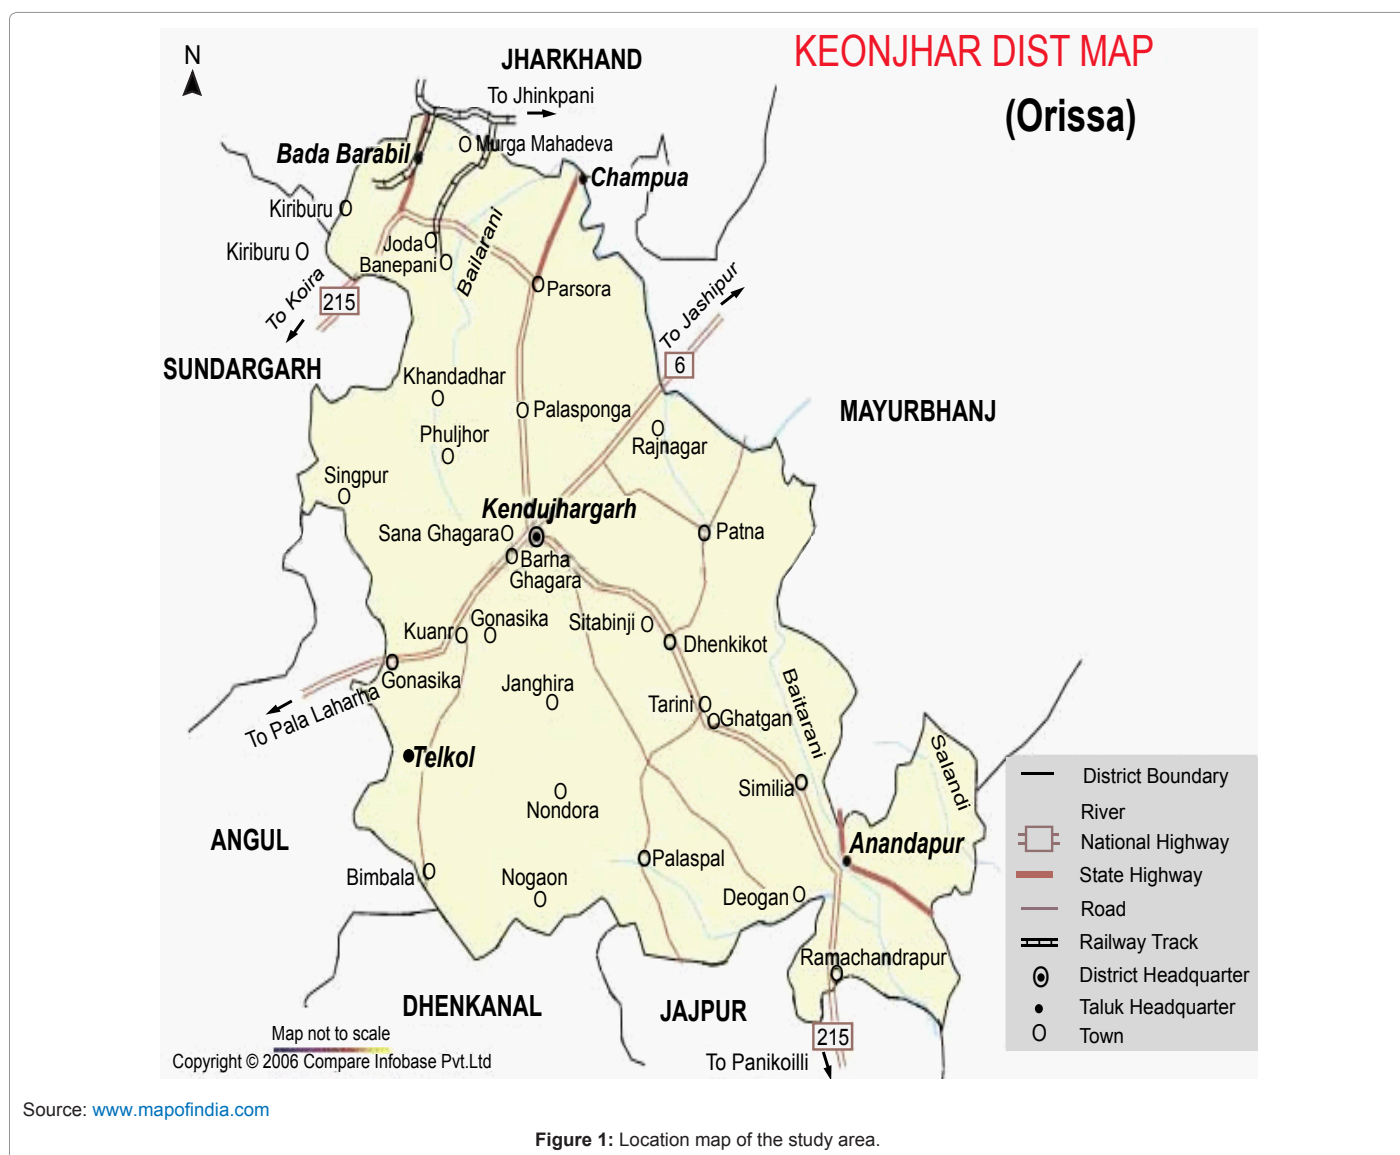 KEONJHAR DIST MAP
(Orissa)
N
JHARKHAND
To Jhinkpani
Murga Mahadeva
Bada Barabil
Champua
Kiriburu
Kiriburu
Joda
Banepani
Bailarani
Parsora
To Koira
215
To Jashipur
6
SUNDARGARH
Khandadhar
Palasponga
MAYURBHANJ
Phuljhor
Rajnagar
Singpur
Kendujhargarh
Sana Ghagara
Patna
Barha
Ghagara
Gonasika
Kuanr
Sitabinji
Dhenkikot
Gonasika
To Pala Laharha
Janghira
Tarini
Ghatgan
Baitarani
Telkol
Salandi
Similia
Nondora
ANGUL
Anandapur
Palaspal
Bimbala
Nogaon
Deogan
Ramachandrapur
DHENKANAL
JAJPUR
215
To Panikoilli
District Boundary
River
National Highway
State Highway
Road
Railway Track
District Headquarter
Taluk Headquarter
Town
Map not to scale
Copyright © 2006 Compare Infobase Pvt.Ltd
Source: www.mapofindia.com
Figure 1: Location map of the study area.